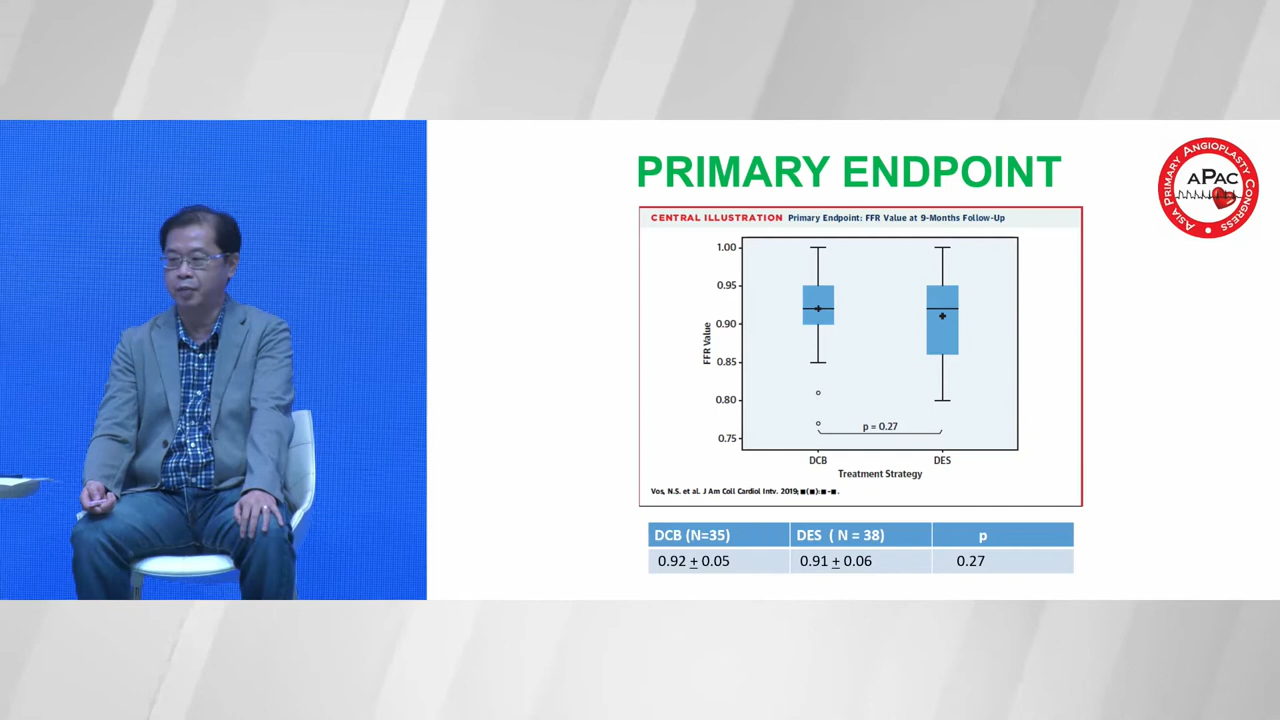 PRIMARY ENDPOINT
ASIA PRIMARY ANGIOPLASTY CONGRESS
aPAC
CENTRAL ILLUSTRATION Primary Endpoint: FFR Value at 9-Months Follow-Up
1.00
0.95
0.90
0.85
0.80
0.75
FFR Value
p = 0.27
DCB DES
Treatment Strategy
Vos, N.S. et al. J Am Coll Cardiol Intv. 2019;■(■):■-■.
DCB (N=35) DES ( N = 38) p
0.92 ± 0.05 0.91 ± 0.06 0.27